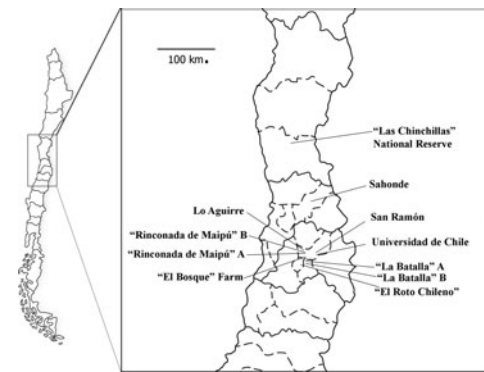 100 km.
“Las Chinchillas”
National Reserve
Sahonde
Lo Aguirre
San Ramón
“Rinconada de Maipú” B
Universidad de Chile
“Rinconada de Maipú” A
“La Batalla” A
“El Bosque” Farm
“La Batalla” B
“El Roto Chileno”